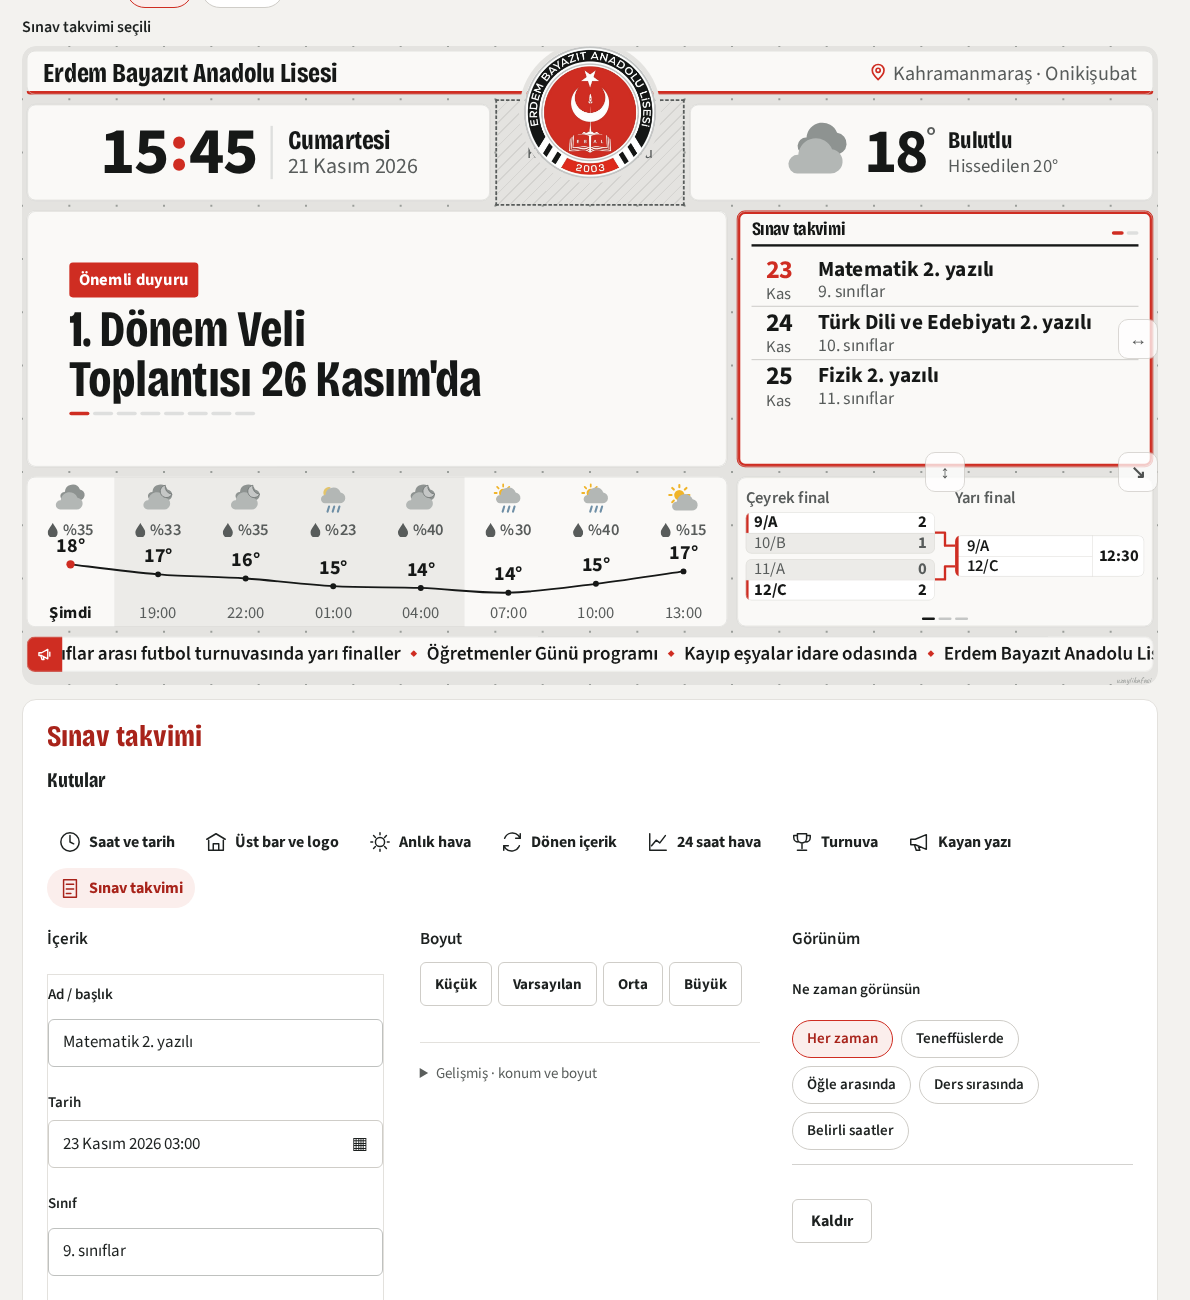 Sınav takvimi seçili
Erdem Bayazıt Anadolu Lisesi
ERDEM BAYAZIT ANADOLU LİSESİ
2003
Kahramanmaraş · Onikişubat
15:45
Cumartesi
21 Kasım 2026
18°
Bulutlu
Hissedilen 20°
Önemli duyuru
1. Dönem Veli
Toplantısı 26 Kasım'da
Sınav takvimi
23 Matematik 2. yazılı
Kas 9. sınıflar
24 Türk Dili ve Edebiyatı 2. yazılı
Kas 10. sınıflar
25 Fizik 2. yazılı
Kas 11. sınıflar
%35 %33 %35 %23 %40 %30 %40 %15
18° 17° 16° 15° 14° 14° 15° 17°
Şimdi 19:00 22:00 01:00 04:00 07:00 10:00 13:00
Çeyrek final Yarı final
9/A 2
10/B 1
11/A 0
12/C 2
9/A
12/C
12:30
ıflar arası futbol turnuvasında yarı finaller ◆ Öğretmenler Günü programı ◆ Kayıp eşyalar idare odasında ◆ Erdem Bayazıt Anadolu Lis
Sınav takvimi
Kutular
Saat ve tarih Üst bar ve logo Anlık hava Dönen içerik 24 saat hava Turnuva Kayan yazı
Sınav takvimi
İçerik
Ad / başlık
Matematik 2. yazılı
Tarih
23 Kasım 2026 03:00
Sınıf
9. sınıflar
Boyut
Küçük Varsayılan Orta Büyük
Gelişmiş · konum ve boyut
Görünüm
Ne zaman görünsün
Her zaman Teneffüslerde
Öğle arasında Ders sırasında
Belirli saatler
Kaldır